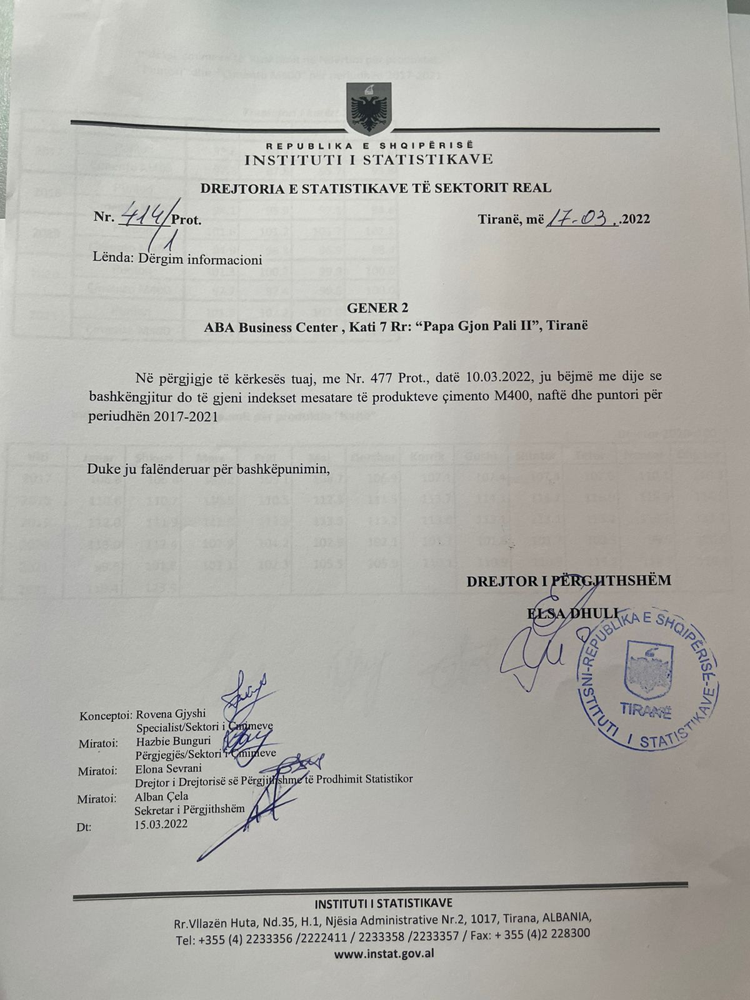 REPUBLIKA E SHQIPËRISË
INSTITUTI I STATISTIKAVE
DREJTORIA E STATISTIKAVE TË SEKTORIT REAL
Nr. 414/1 Prot.
Tiranë, më 17-03..2022
Lënda: Dërgim informacioni
GENER 2
ABA Business Center , Kati 7 Rr: “Papa Gjon Pali II”, Tiranë
Në përgjigje të kërkesës tuaj, me Nr. 477 Prot., datë 10.03.2022, ju bëjmë me dije se
bashkëngjitur do të gjeni indekset mesatare të produkteve çimento M400, naftë dhe puntori për
periudhën 2017-2021
Duke ju falënderuar për bashkëpunimin,
DREJTOR I PËRGJITHSHËM
ELSA DHULI
REPUBLIKA E SHQIPËRISË-
INSTITUTI I STATISTIKAVE-
TIRANË
Konceptoi: Rovena Gjyshi
Specialist/Sektori i Çmimeve
Miratoi: Hazbie Bunguri
Përgjegjës/Sektori i Çmimeve
Miratoi: Elona Sevrani
Drejtor i Drejtorisë së Përgjithshme të Prodhimit Statistikor
Miratoi: Alban Çela
Sekretar i Përgjithshëm
Dt: 15.03.2022
INSTITUTI I STATISTIKAVE
Rr.Vllazën Huta, Nd.35, H.1, Njësia Administrative Nr.2, 1017, Tirana, ALBANIA,
Tel: +355 (4) 2233356 /2222411 / 2233358 /2233357 / Fax: + 355 (4)2 228300
www.instat.gov.al